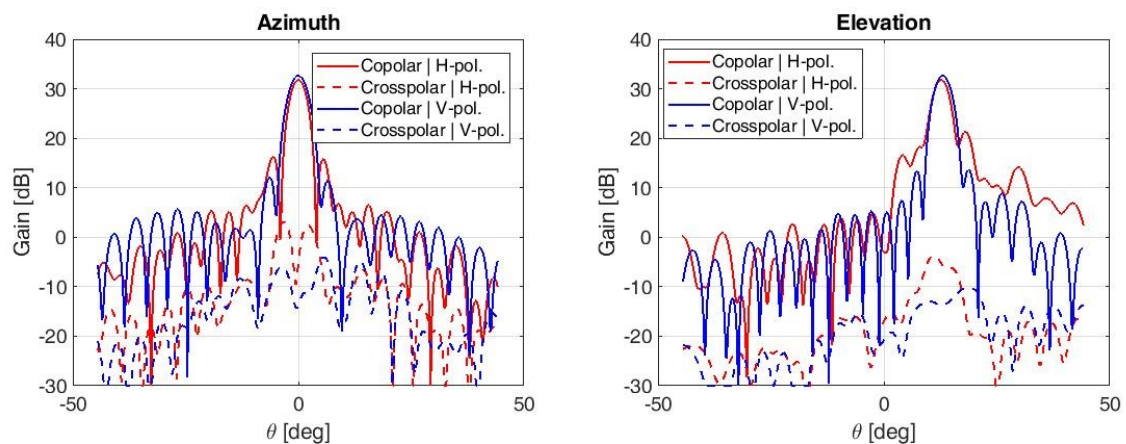 Azimuth
40
30
20
10
0
-10
-20
-30
Gain [dB]
Copolar | H-pol.
Crosspolar | H-pol.
Copolar | V-pol.
Crosspolar | V-pol.
-50
0
50
θ [deg]
Elevation
40
30
20
10
0
-10
-20
-30
Gain [dB]
Copolar | H-pol.
Crosspolar | H-pol.
Copolar | V-pol.
Crosspolar | V-pol.
-50
0
50
θ [deg]